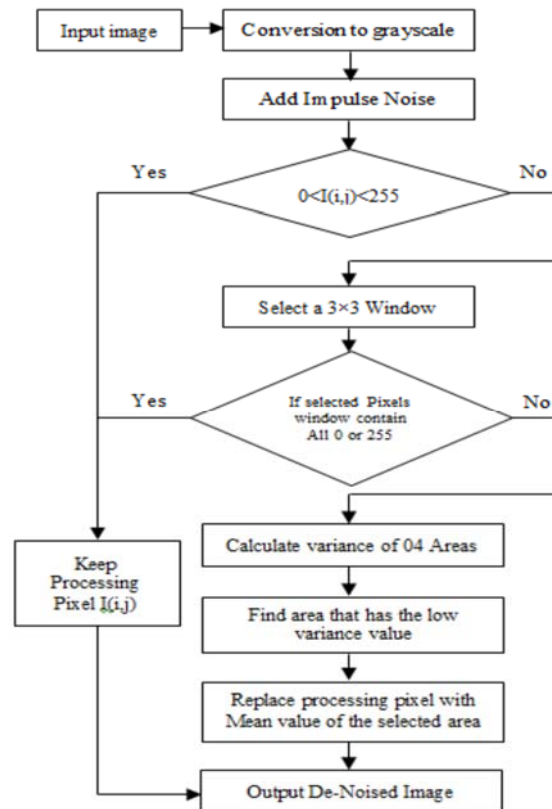 Input image
Conversion to grayscale
Add Impulse Noise
Yes
No
0<I(i,j)<255
Select a 3×3 Window
Yes
No
If selected Pixels
window contain
All 0 or 255
Calculate variance of 04 Areas
Keep
Processing
Pixel I(i,j)
Find area that has the low
variance value
Replace processing pixel with
Mean value of the selected area
Output De-Noised Image